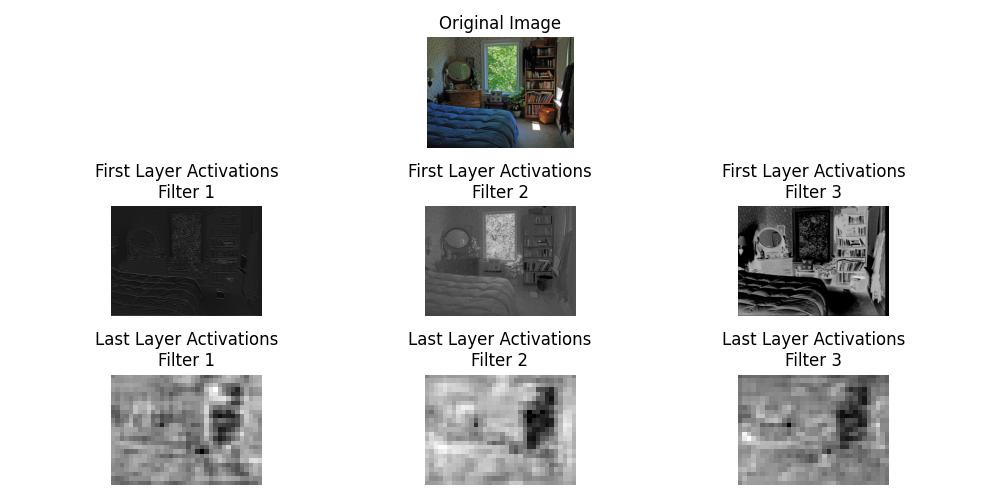 Original Image
First Layer Activations
Filter 1
First Layer Activations
Filter 2
First Layer Activations
Filter 3
Last Layer Activations
Filter 1
Last Layer Activations
Filter 2
Last Layer Activations
Filter 3